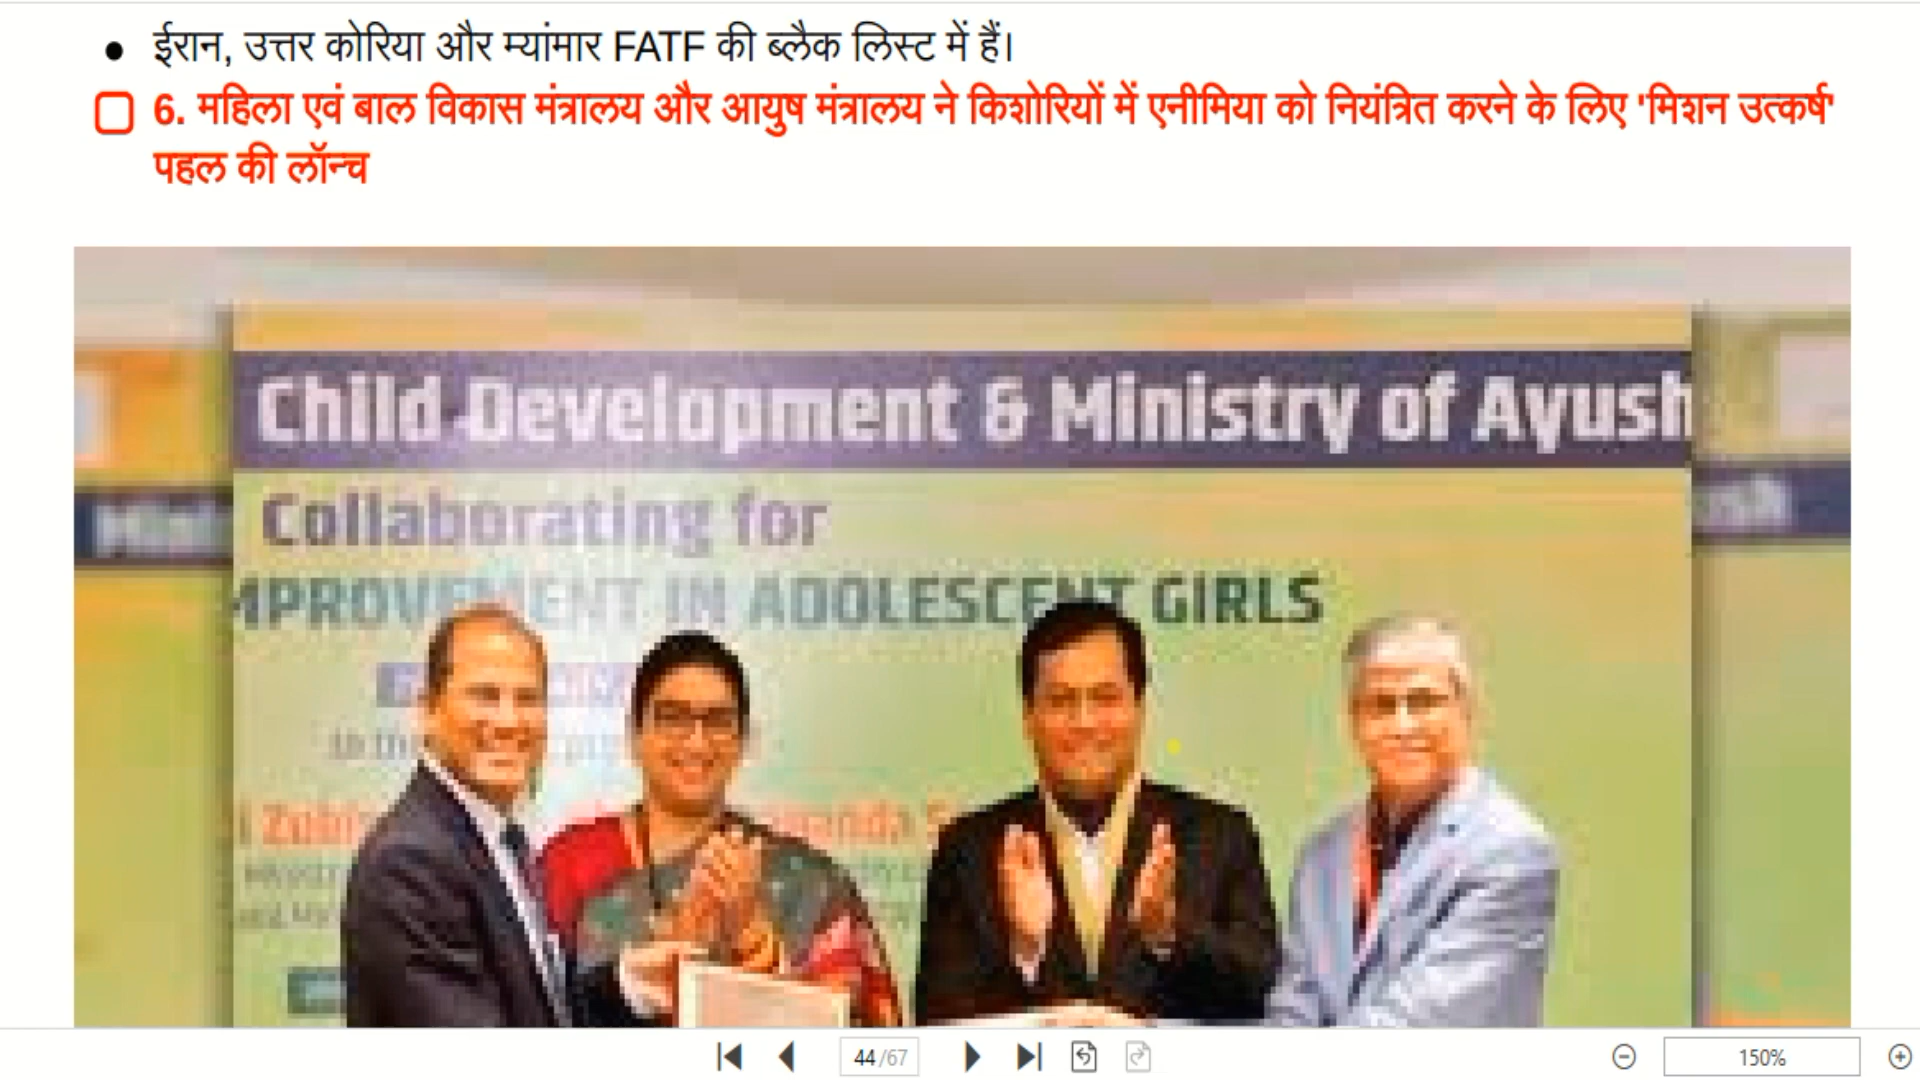 ● ईरान, उत्तर कोरिया और म्यांमार FATF की ब्लैक लिस्ट में हैं।
6. महिला एवं बाल विकास मंत्रालय और आयुष मंत्रालय ने किशोरियों में एनीमिया को नियंत्रित करने के लिए 'मिशन उत्कर्ष'
पहल की लॉन्च
Child Development & Ministry of Ayush
Collaborating for
IN ADOLESCENT GIRLS
44 /67
150%